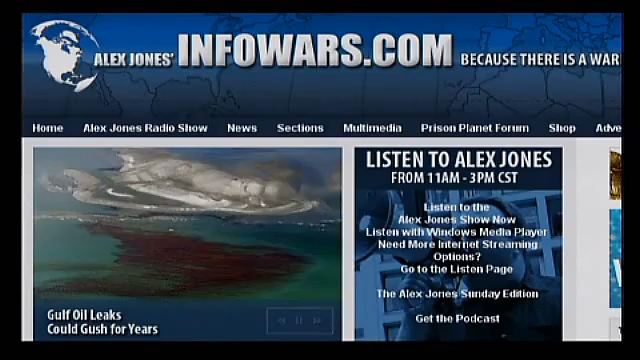 ALEX JONES' INFOWARS.COM BECAUSE THERE IS A WAR
Home Alex Jones Radio Show News Sections Multimedia Prison Planet Forum Shop Adve
LISTEN TO ALEX JONES
FROM 11AM - 3PM CST
Listen to the
Alex Jones Show Now
Listen with Windows Media Player
Need More Internet Streaming
Options?
Go to the Listen Page
The Alex Jones Sunday Edition
Get the Podcast
Gulf Oil Leaks
Could Gush for Years